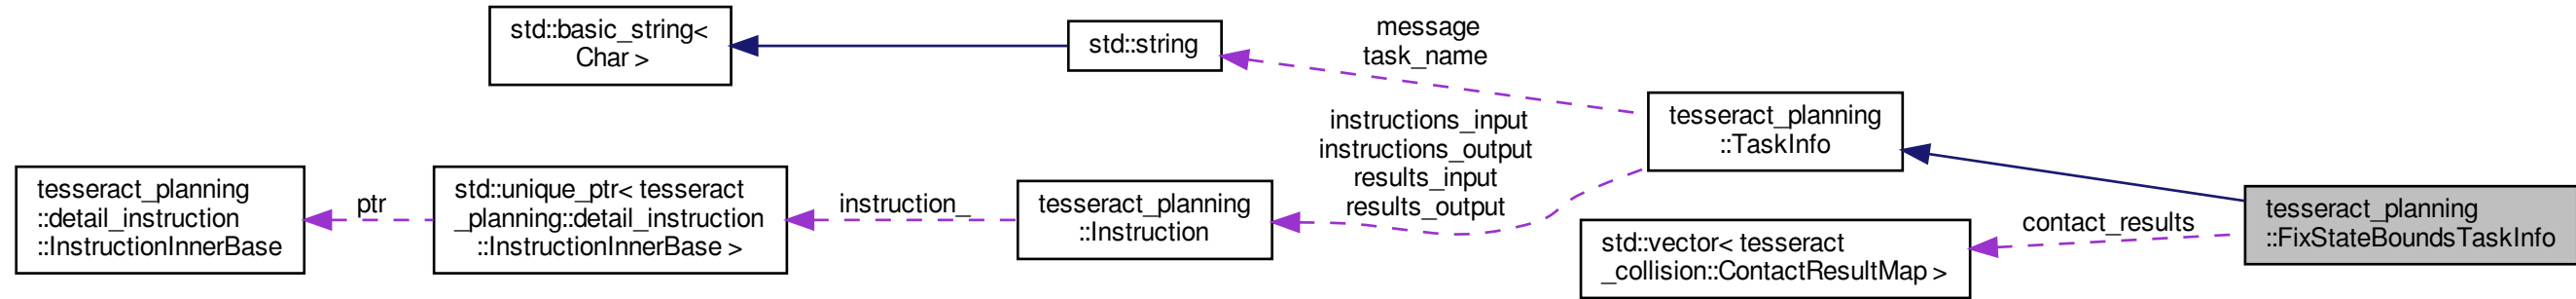 std::basic_string<
Char >
std::string
message
task_name
tesseract_planning
::TaskInfo
instructions_input
instructions_output
results_input
results_output
tesseract_planning
::detail_instruction
::InstructionInnerBase
ptr
std::unique_ptr< tesseract
_planning::detail_instruction
::InstructionInnerBase >
instruction_
tesseract_planning
::Instruction
std::vector< tesseract
_collision::ContactResultMap >
contact_results
tesseract_planning
::FixStateBoundsTaskInfo